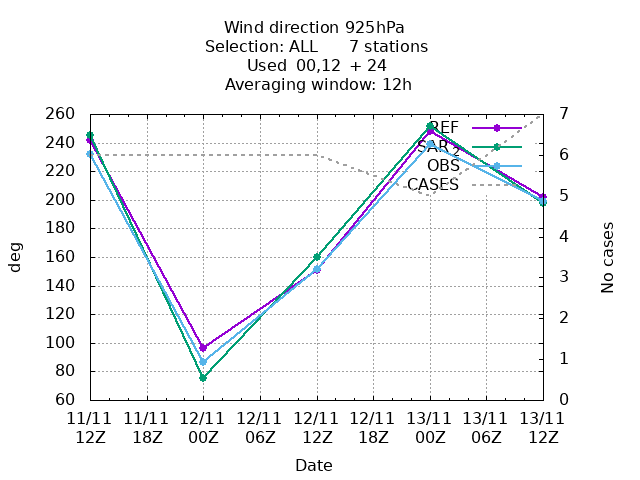 Wind direction 925hPa
Selection: ALL 7 stations
Used 00,12 + 24
Averaging window: 12h
260 7
240 6
220 5
200 4
180 3
160 2
140 1
120 0
100
80
60
deg
No cases
REF
SAR2
OBS
CASES
11/11 11/11 12/11 12/11 12/11 12/11 13/11 13/11 13/11
12Z 18Z 00Z 06Z 12Z 18Z 00Z 06Z 12Z
Date